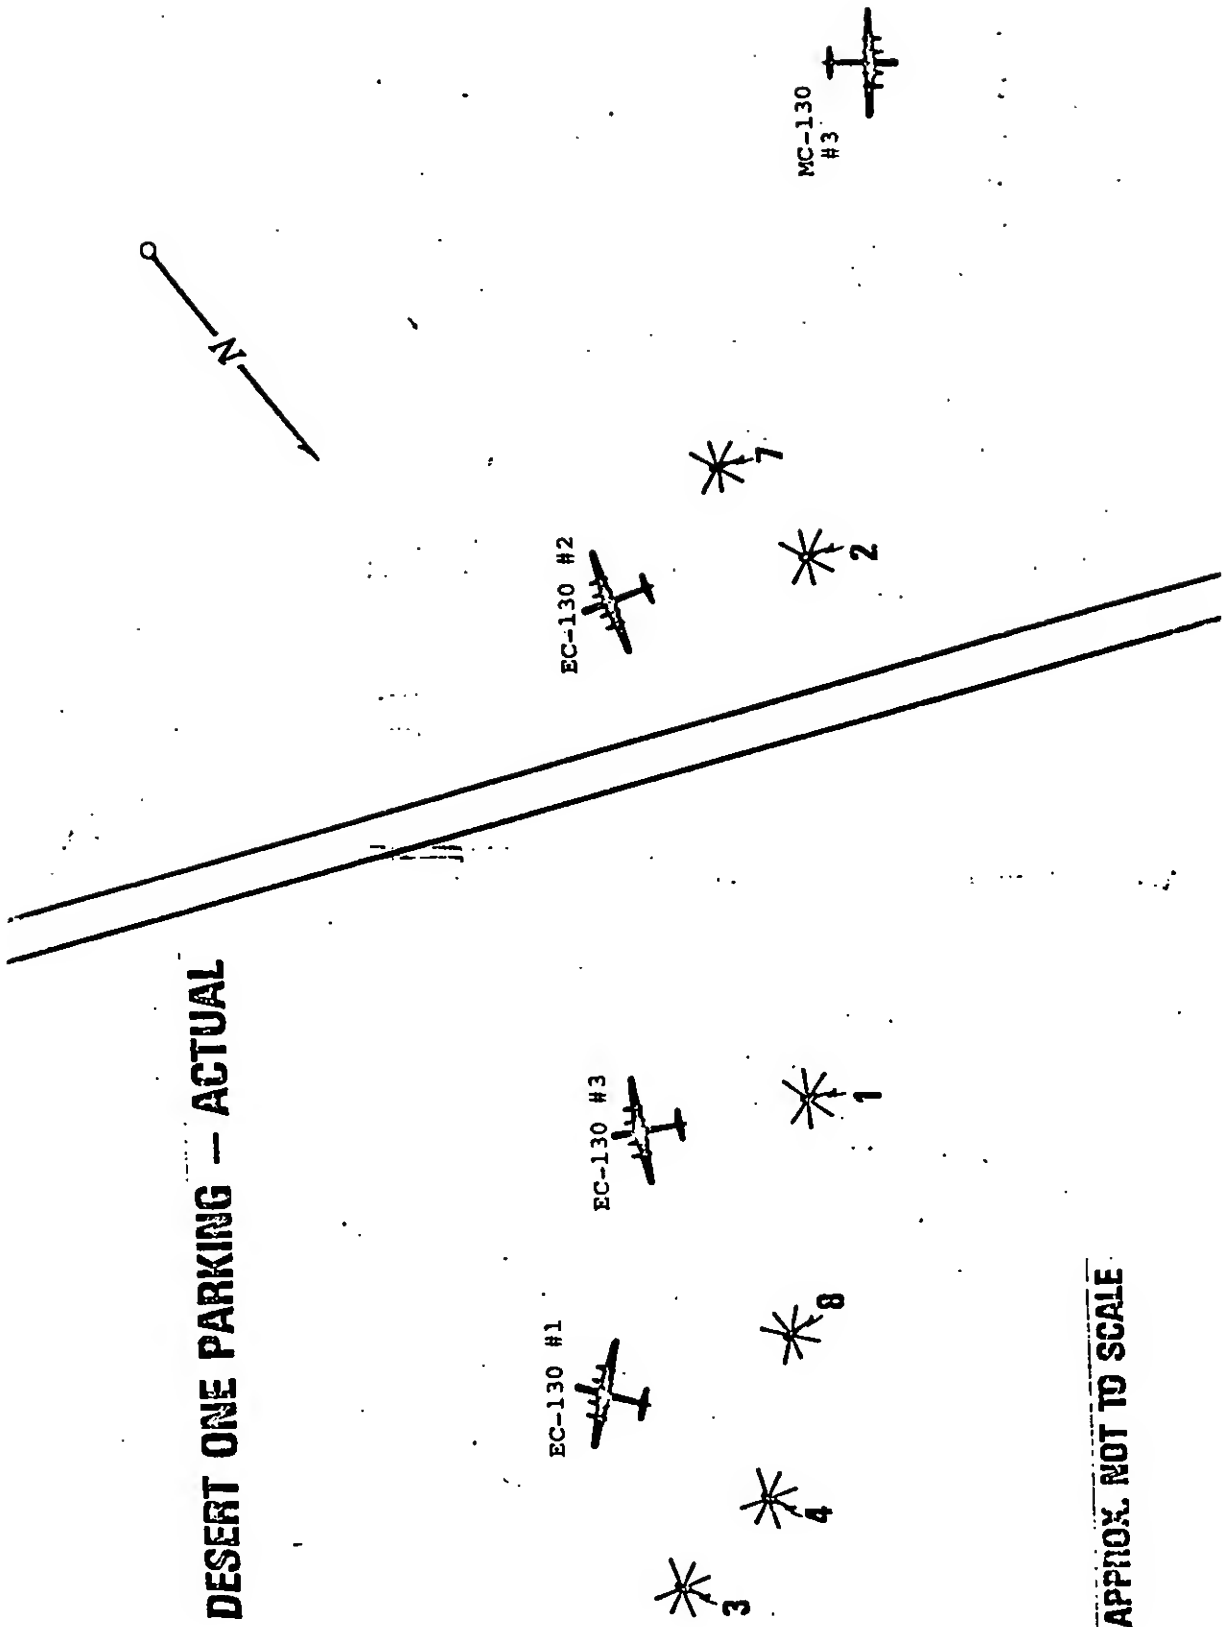 DESERT ONE PARKING — ACTUAL
N
EC-130 #1
EC-130 #3
EC-130 #2
MC-130
#3
3
4
8
1
2
7
APPROX. NOT TO SCALE